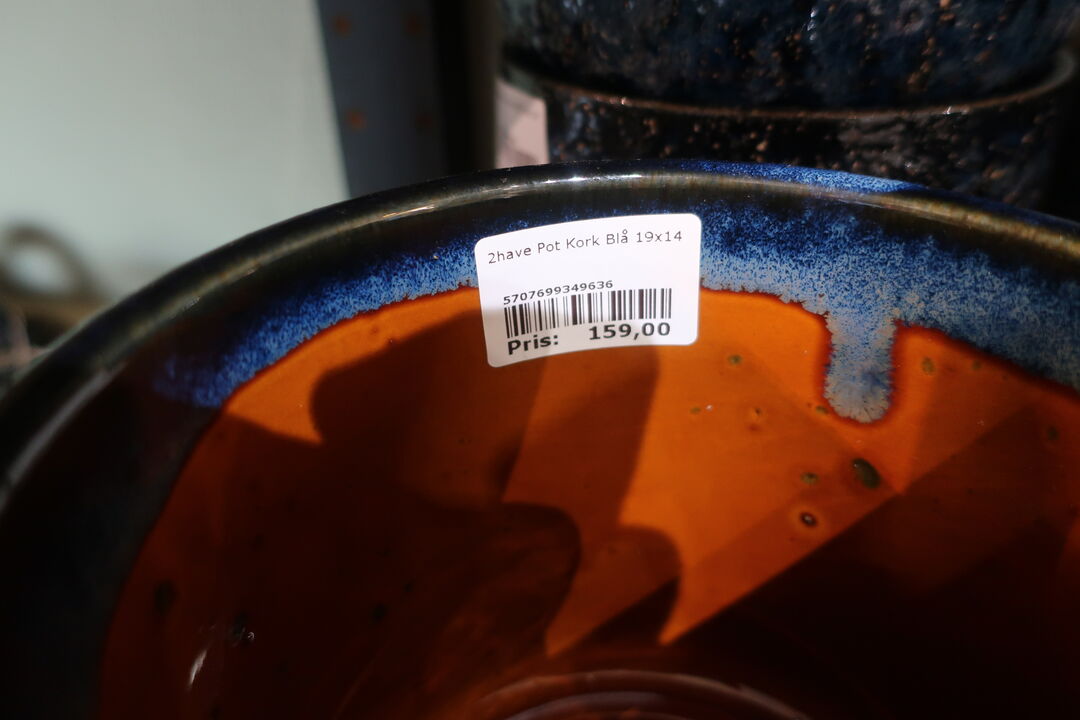 2have Pot Kork Blå 19x14
5707699349636
Pris: 159,00